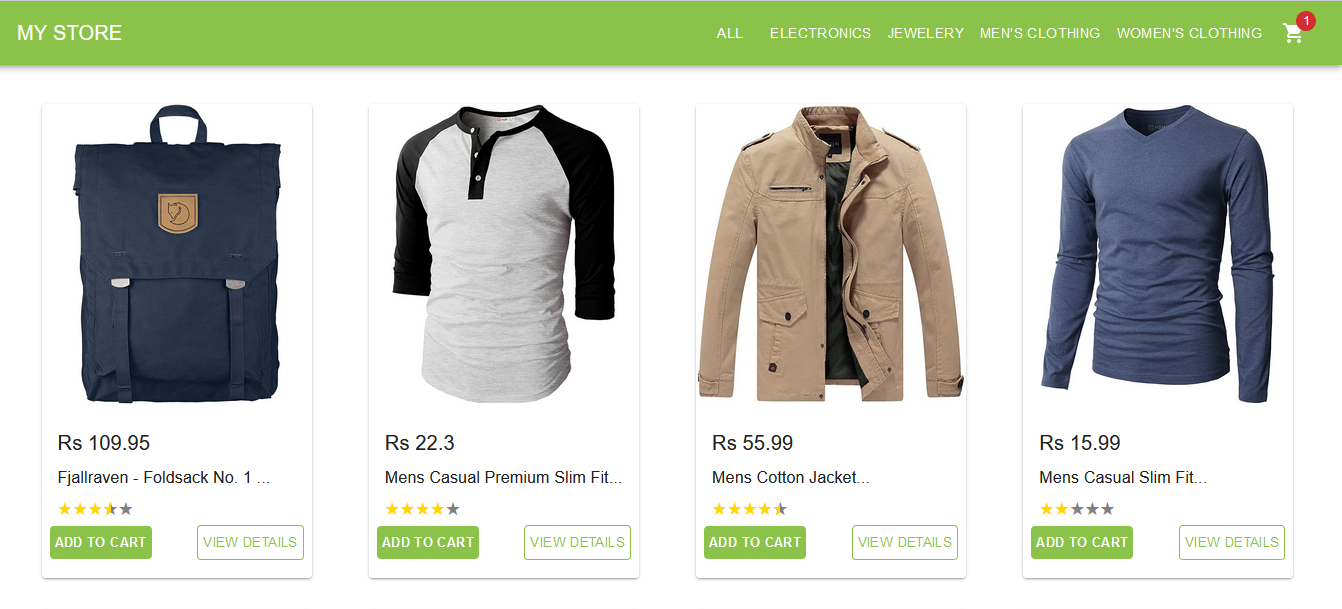 MY STORE
ALL ELECTRONICS JEWELERY MEN'S CLOTHING WOMEN'S CLOTHING 1
Rs 109.95
Fjallraven - Foldsack No. 1 ...
ADD TO CART VIEW DETAILS
Rs 22.3
Mens Casual Premium Slim Fit...
ADD TO CART VIEW DETAILS
Rs 55.99
Mens Cotton Jacket...
ADD TO CART VIEW DETAILS
Rs 15.99
Mens Casual Slim Fit...
ADD TO CART VIEW DETAILS